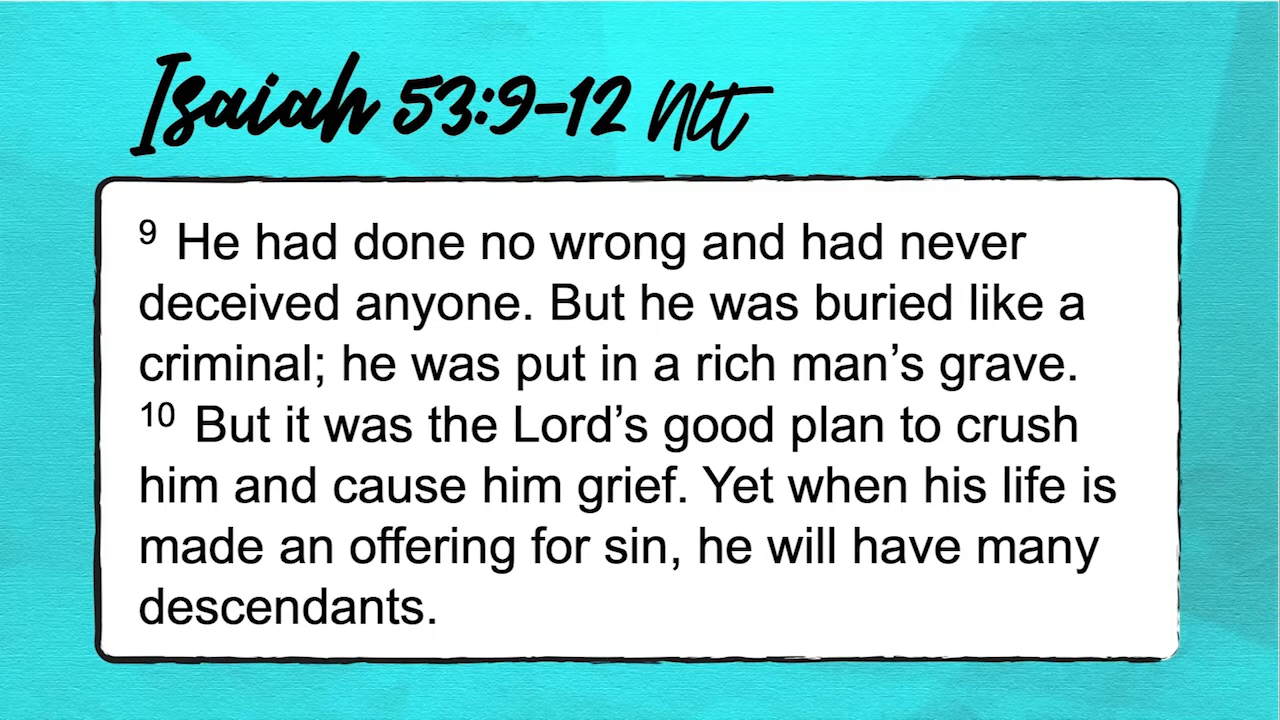 Isaiah 53:9-12 Nlt
9 He had done no wrong and had never
deceived anyone. But he was buried like a
criminal; he was put in a rich man’s grave.
10 But it was the Lord’s good plan to crush
him and cause him grief. Yet when his life is
made an offering for sin, he will have many
descendants.